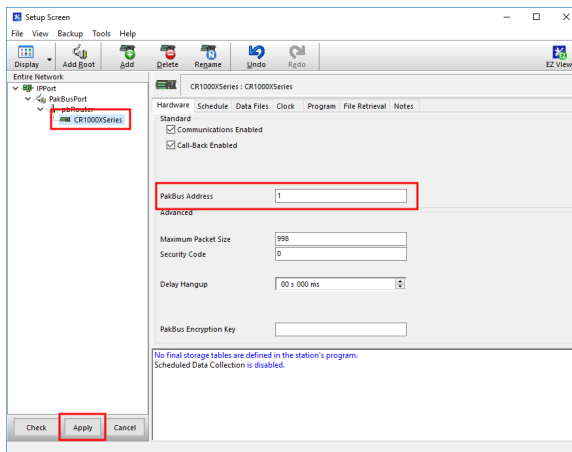 Setup Screen
File View Backup Tools Help
Display Add Root Add Delete Rename Undo Redo EZ View
Entire Network
IPPort
PakBusPort
pbRouter
CR1000XSeries
CR1000XSeries : CR1000XSeries
Hardware Schedule Data Files Clock Program File Retrieval Notes
Standard
Communications Enabled
Call-Back Enabled
PakBus Address 1
Advanced
Maximum Packet Size 998
Security Code 0
Delay Hangup 00 s 000 ms
PakBus Encryption Key
No final storage tables are defined in the station's program.
Scheduled Data Collection is disabled.
Check Apply Cancel